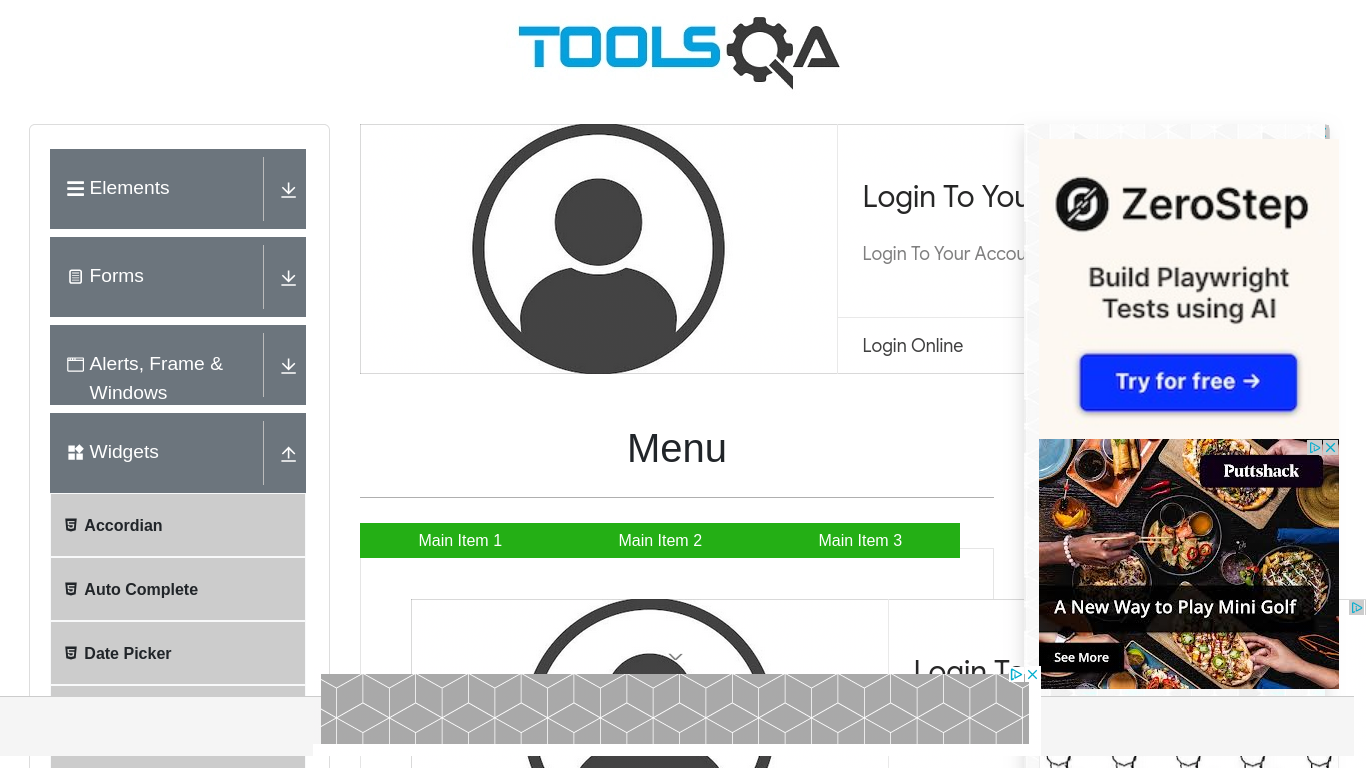 TOOLSQA
Elements
Forms
Alerts, Frame &
Windows
Widgets
Accordian
Auto Complete
Date Picker
Login To You
Login To Your Accou
Login Online
Menu
Main Item 1
Main Item 2
Main Item 3
Login To
ZeroStep
Build Playwright
Tests using AI
Try for free →
Puttshack
A New Way to Play Mini Golf
See More